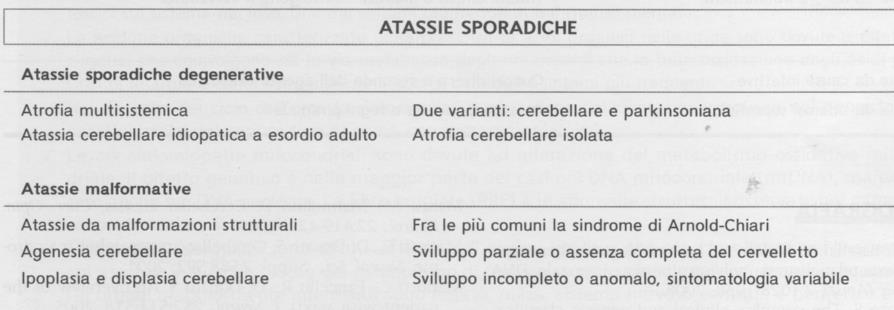 ATASSIE SPORADICHE
Atassie sporadiche degenerative
Atrofia multisistemica Due varianti: cerebellare e parkinsoniana
Atassia cerebellare idiopatica a esordio adulto Atrofia cerebellare isolata
Atassie malformative
Atassie da malformazioni strutturali Fra le più comuni la sindrome di Arnold-Chiari
Agenesia cerebellare Sviluppo parziale o assenza completa del cervelletto
Ipoplasia e displasia cerebellare Sviluppo incompleto o anomalo, sintomatologia variabile